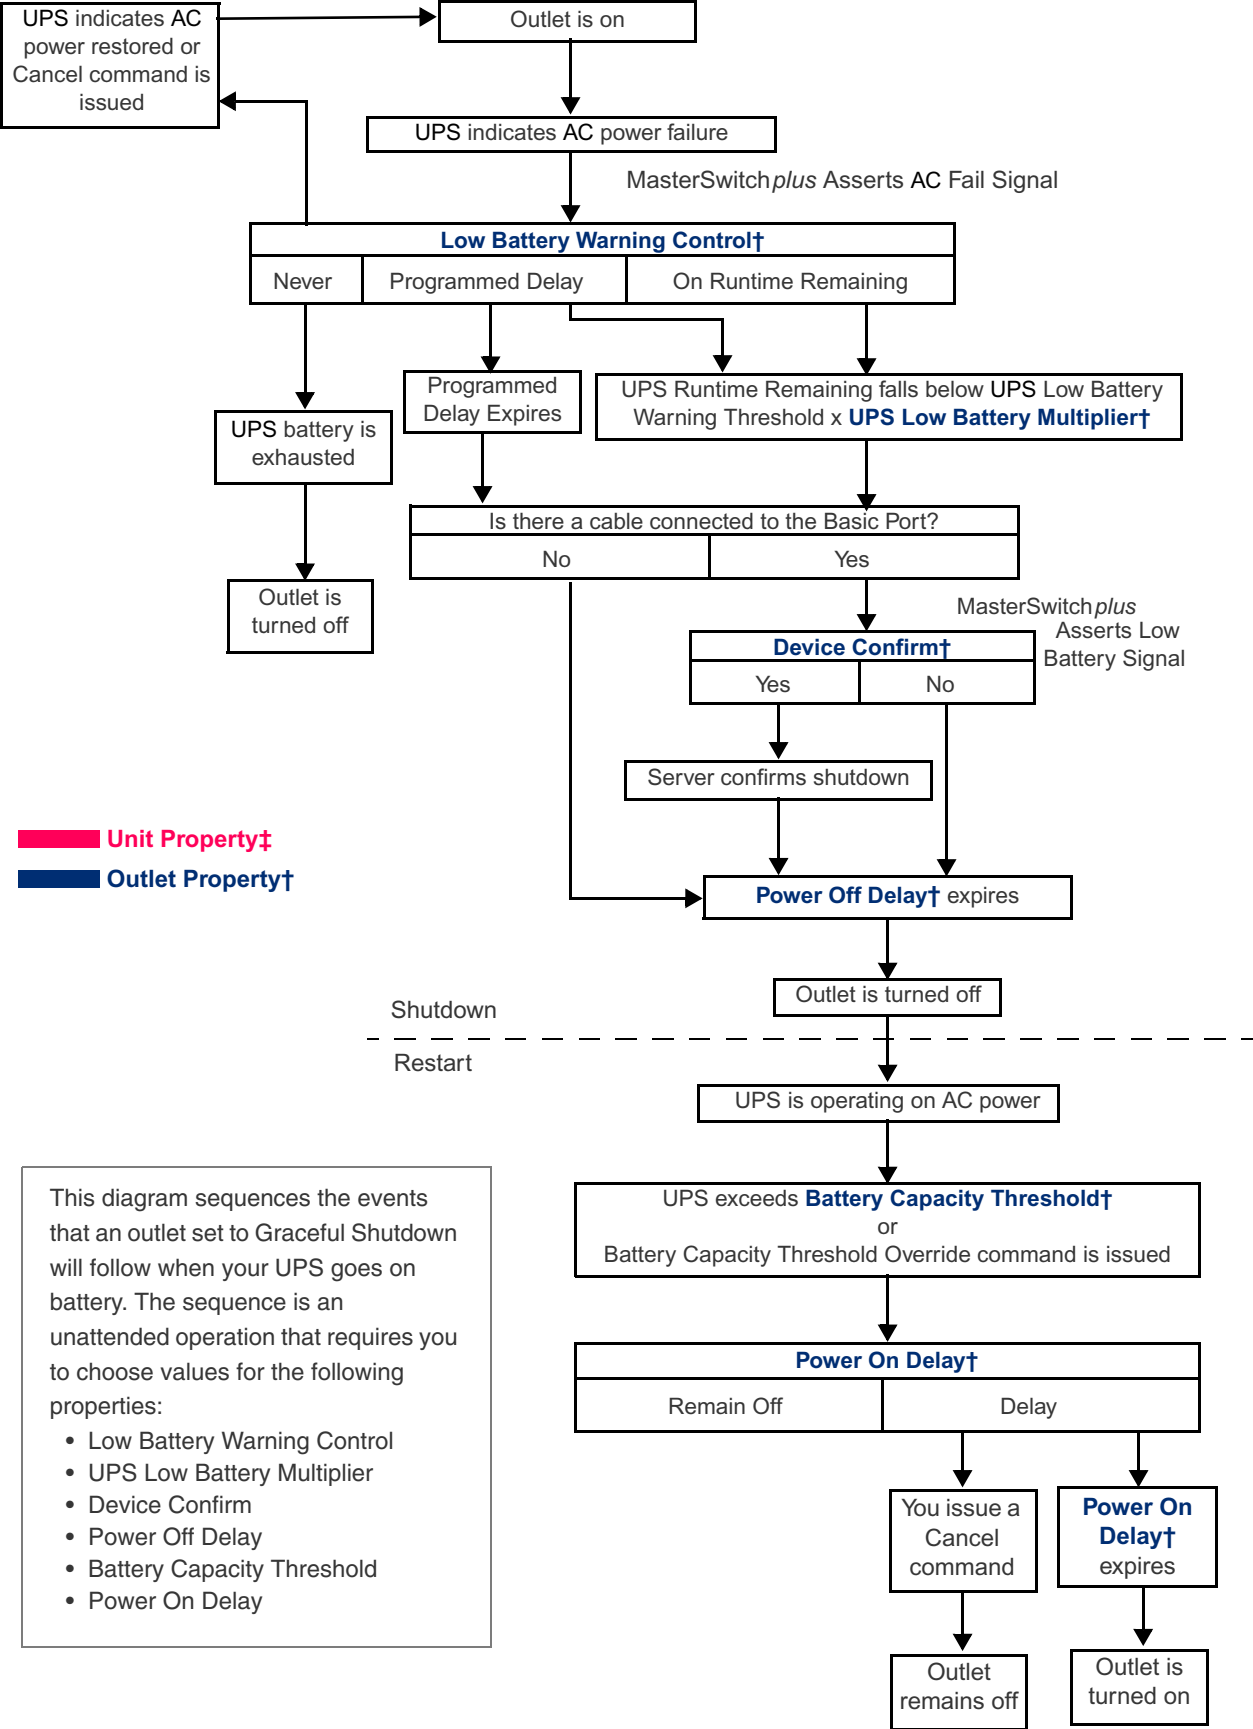 UPS indicates AC
power restored or
Cancel command is
issued
Outlet is on
UPS indicates AC power failure
MasterSwitch plus Asserts AC Fail Signal
Low Battery Warning Control†
Never
Programmed Delay
On Runtime Remaining
Programmed
Delay Expires
UPS Runtime Remaining falls below UPS Low Battery
Warning Threshold x UPS Low Battery Multiplier†
UPS battery is
exhausted
Is there a cable connected to the Basic Port?
No
Yes
Outlet is
turned off
MasterSwitch plus
Asserts Low
Battery Signal
Device Confirm†
Yes
No
Server confirms shutdown
Unit Property‡
Outlet Property†
Power Off Delay† expires
Outlet is turned off
Shutdown
Restart
UPS is operating on AC power
UPS exceeds Battery Capacity Threshold†
or
Battery Capacity Threshold Override command is issued
Power On Delay†
Remain Off
Delay
You issue a
Cancel
command
Power On
Delay†
expires
Outlet
remains off
Outlet is
turned on
This diagram sequences the events
that an outlet set to Graceful Shutdown
will follow when your UPS goes on
battery. The sequence is an
unattended operation that requires you
to choose values for the following
properties:
• Low Battery Warning Control
• UPS Low Battery Multiplier
• Device Confirm
• Power Off Delay
• Battery Capacity Threshold
• Power On Delay